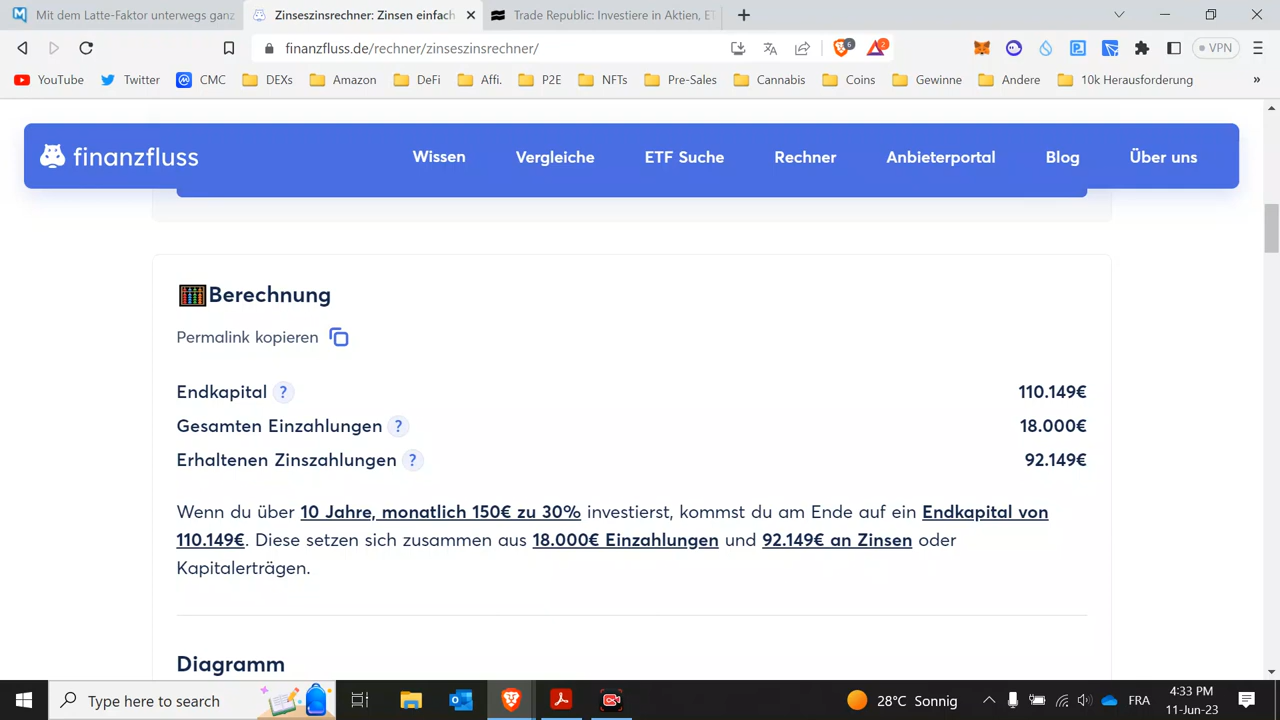 Mit dem Latte-Faktor unterwegs ganz
Zinseszinsrechner: Zinsen einfach
Trade Republic: Investiere in Aktien, ET
finanzfluss.de/rechner/zinseszinsrechner/
6
2
VPN
YouTube
Twitter
CMC
DEXs
Amazon
DeFi
Affi.
P2E
NFTs
Pre-Sales
Cannabis
Coins
Gewinne
Andere
10k Herausforderung
»
finanzfluss
Wissen
Vergleiche
ETF Suche
Rechner
Anbieterportal
Blog
Über uns
Berechnung
Permalink kopieren
Endkapital ? 110.149€
Gesamten Einzahlungen ? 18.000€
Erhaltenen Zinszahlungen ? 92.149€
Wenn du über 10 Jahre, monatlich 150€ zu 30% investierst, kommst du am Ende auf ein Endkapital von
110.149€. Diese setzen sich zusammen aus 18.000€ Einzahlungen und 92.149€ an Zinsen oder
Kapitalerträgen.
Diagramm
Type here to search
28°C Sonnig
FRA
4:33 PM
11-Jun-23